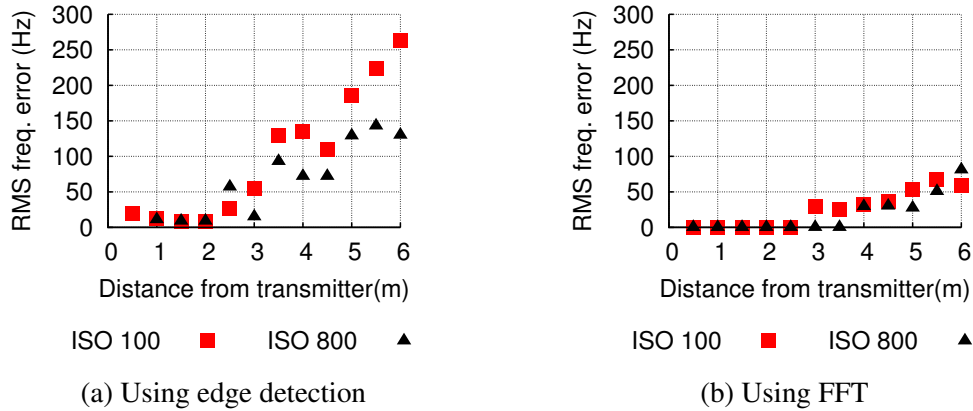 RMS freq. error (Hz)
300
250
200
150
100
50
0
0 1 2 3 4 5 6
Distance from transmitter(m)
ISO 100 ISO 800
(a) Using edge detection
RMS freq. error (Hz)
300
250
200
150
100
50
0
0 1 2 3 4 5 6
Distance from transmitter(m)
ISO 100 ISO 800
(b) Using FFT